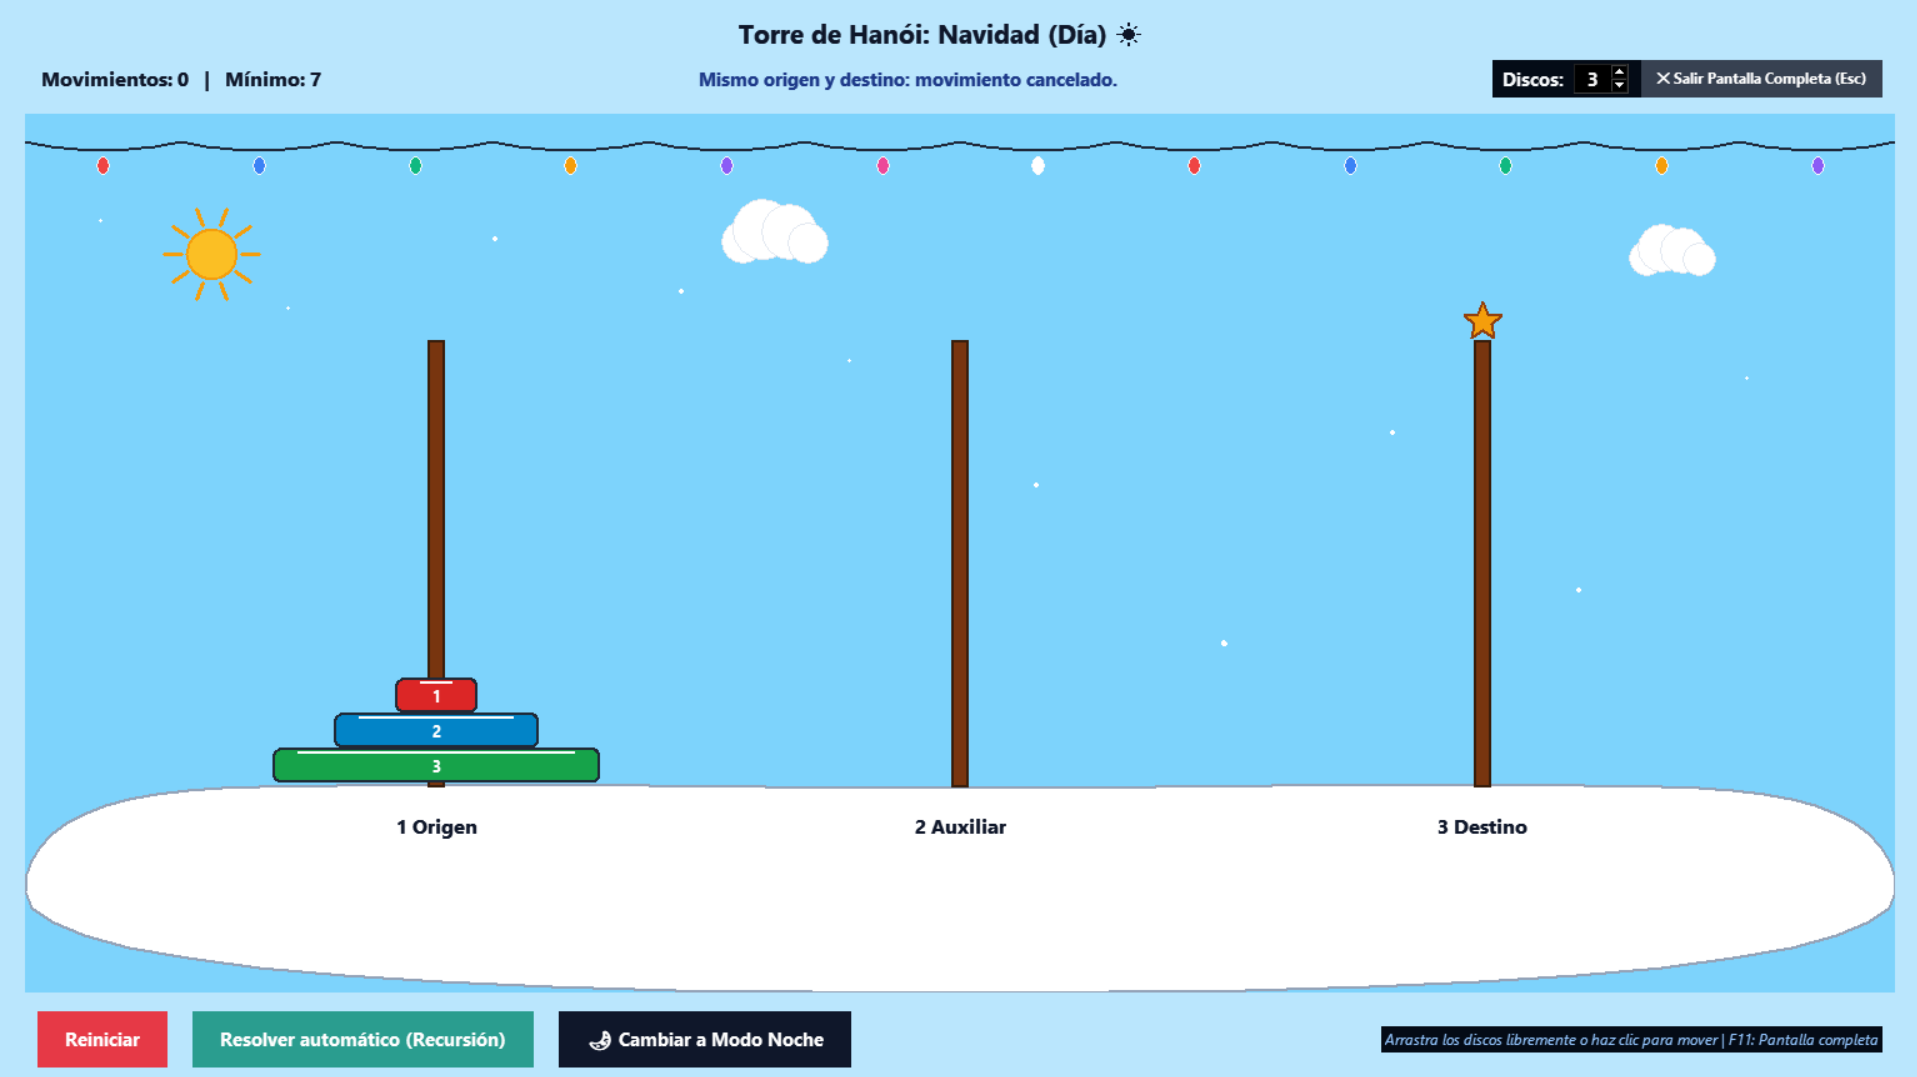 Torre de Hanói: Navidad (Día) ☀
Movimientos: 0 | Mínimo: 7
Mismo origen y destino: movimiento cancelado.
Discos: 3
✕ Salir Pantalla Completa (Esc)
1
2
3
1 Origen
2 Auxiliar
3 Destino
Reiniciar
Resolver automático (Recursión)
🌙 Cambiar a Modo Noche
Arrastra los discos libremente o haz clic para mover | F11: Pantalla completa